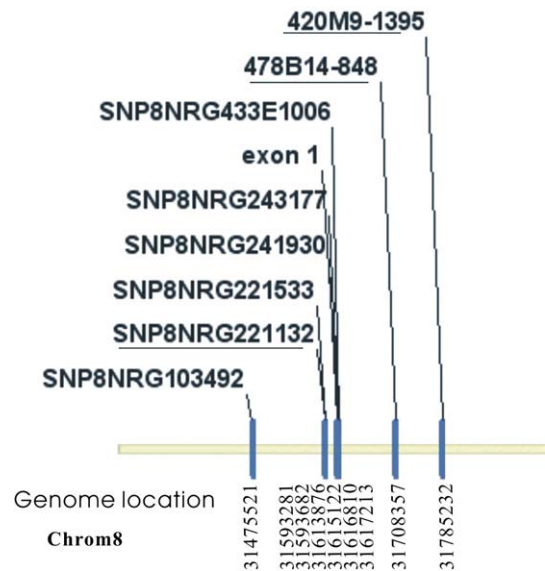 420M9-1395
478B14-848
SNP8NRG433E1006
exon 1
SNP8NRG243177
SNP8NRG241930
SNP8NRG221533
SNP8NRG221132
SNP8NRG103492
Genome location
Chrom8
31475521
31593281
31593682
31613876
31615122
31616810
31617213
31708357
31785232